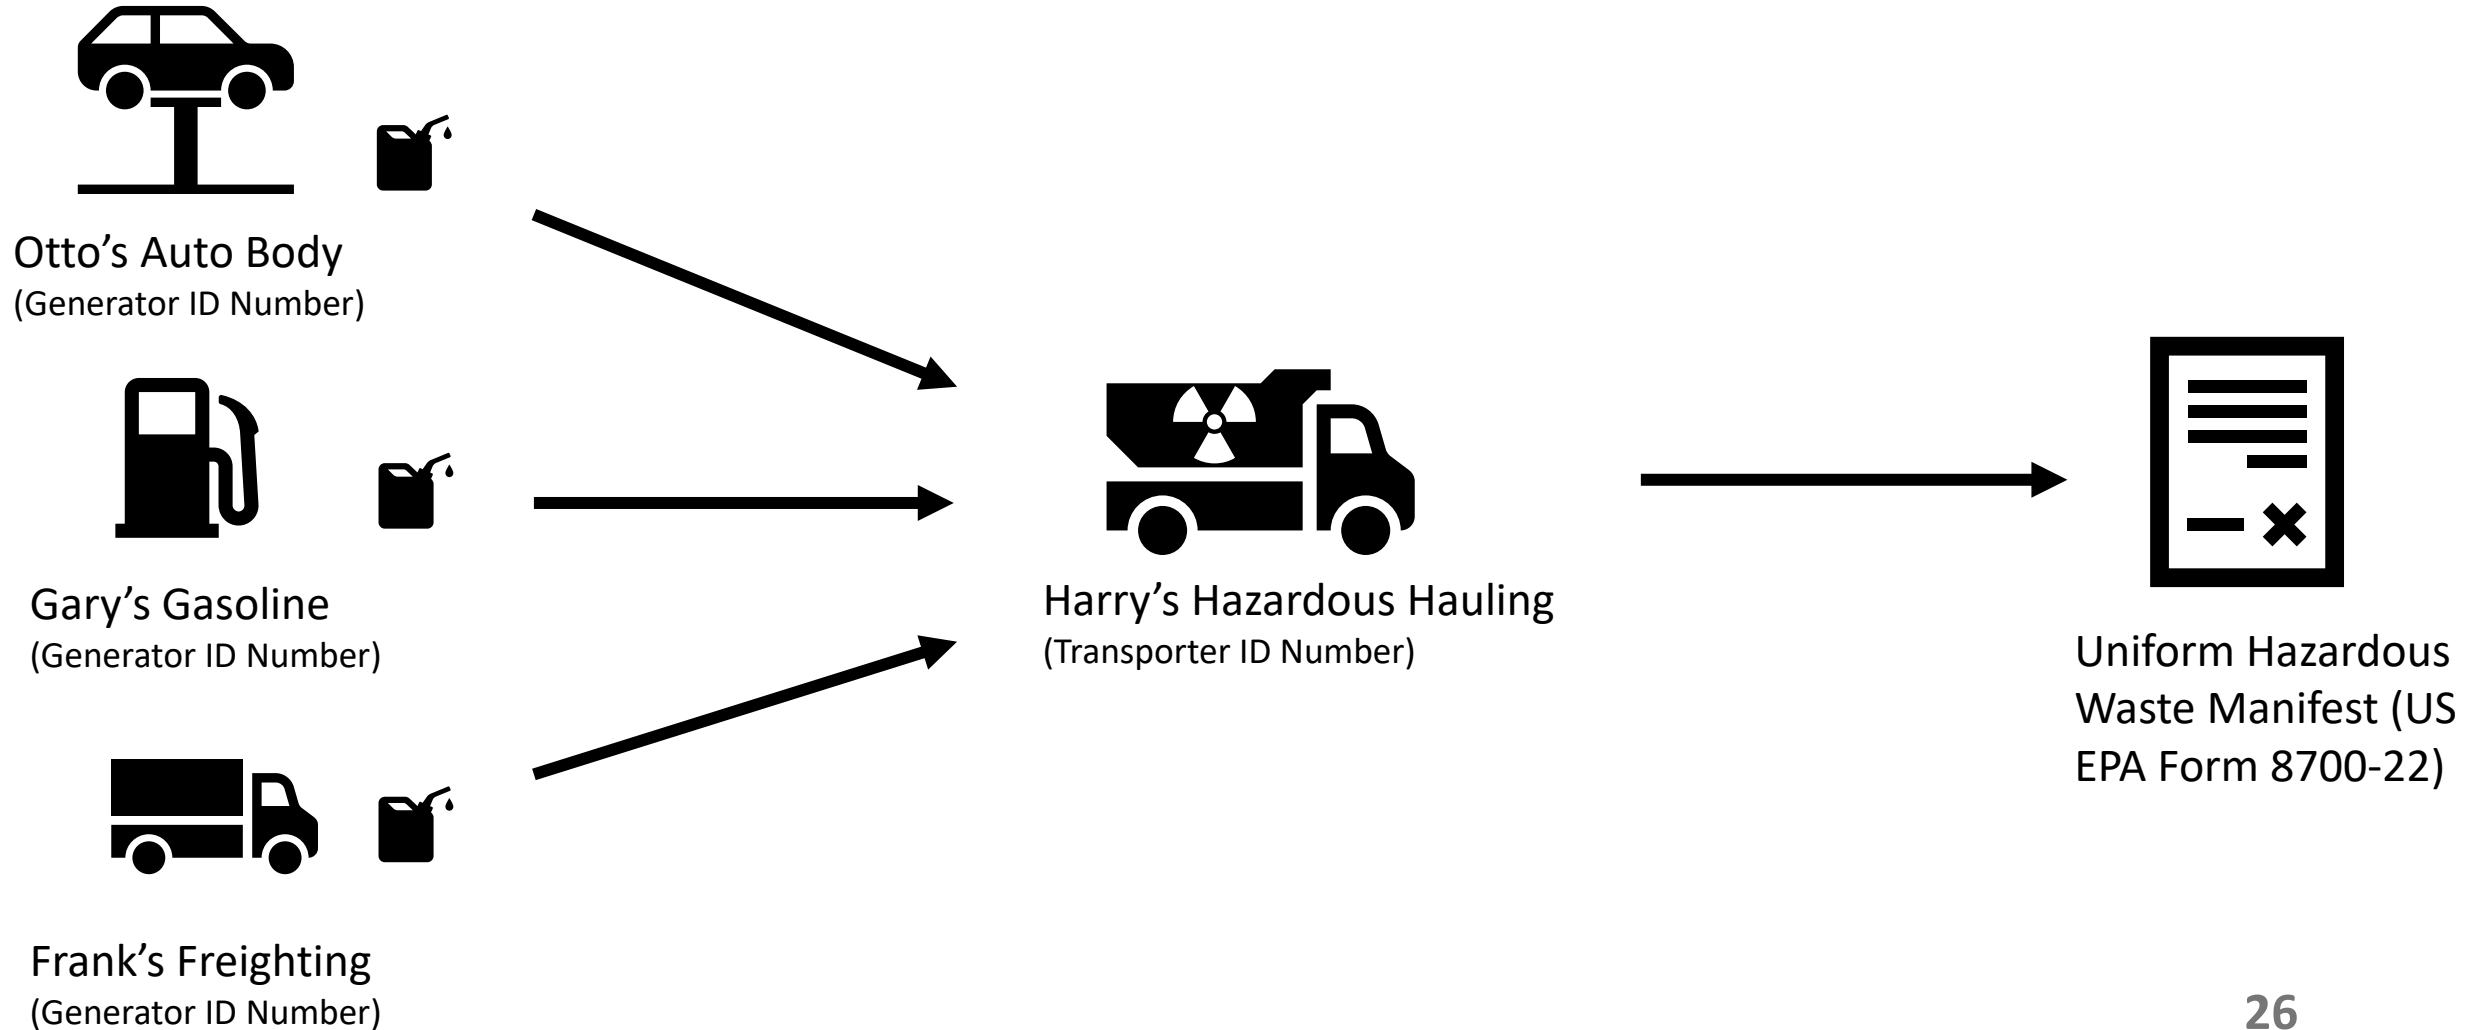 Otto’s Auto Body
(Generator ID Number)
Gary’s Gasoline
(Generator ID Number)
Frank’s Freighting
(Generator ID Number)
Harry’s Hazardous Hauling
(Transporter ID Number)
Uniform Hazardous
Waste Manifest (US
EPA Form 8700-22)
26